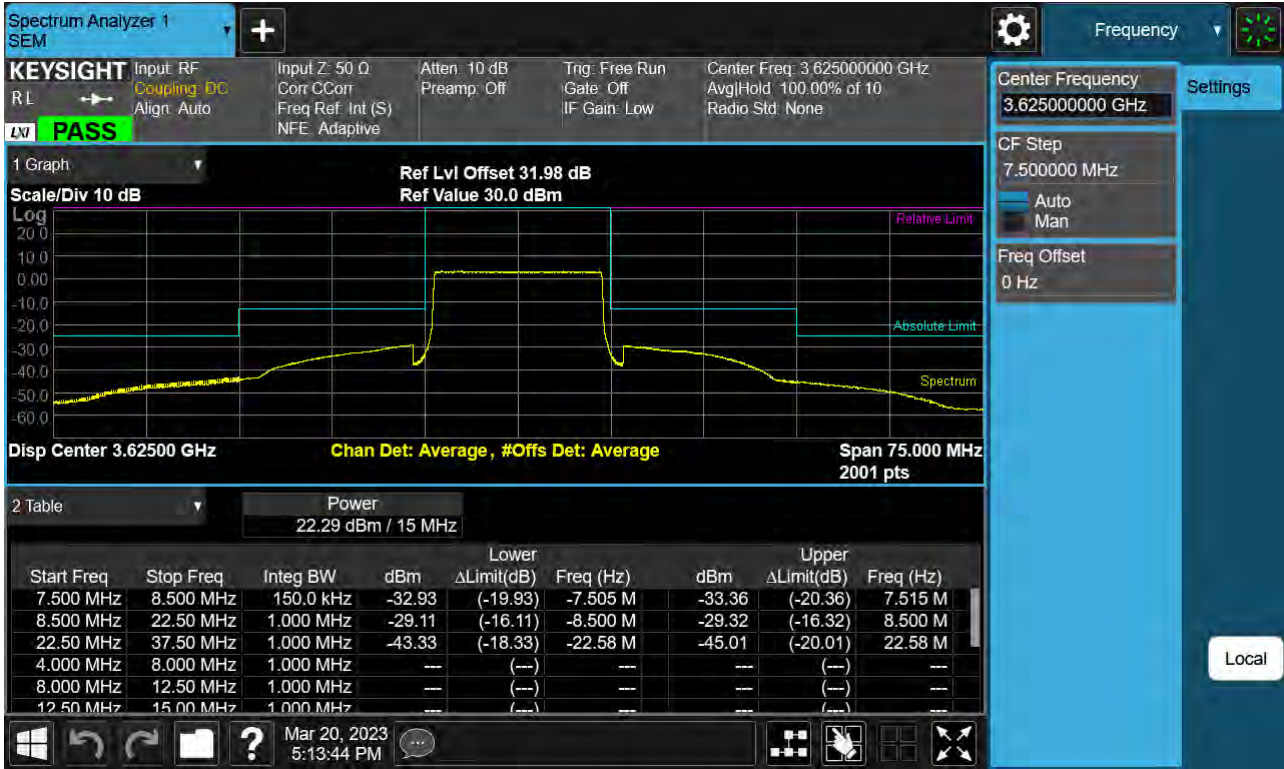 Spectrum Analyzer 1
SEM
+
Frequency
KEYSIGHT
R L
LXI
PASS
Input: RF
Coupling: DC
Align: Auto
Input Z: 50 Ω
Corr CCorr
Freq Ref: Int (S)
NFE: Adaptive
Atten: 10 dB
Preamp: Off
Trig: Free Run
Gate: Off
IF Gain: Low
Center Freq: 3.625000000 GHz
Avg|Hold: 100.00% of 10
Radio Std: None
Center Frequency
3.625000000 GHz
Settings
CF Step
7.500000 MHz
Auto
Man
Freq Offset
0 Hz
Local
1 Graph
Scale/Div 10 dB
Ref Lvl Offset 31.98 dB
Ref Value 30.0 dBm
Log
20.0
10.0
0.00
-10.0
-20.0
-30.0
-40.0
-50.0
-60.0
Relative Limit
Absolute Limit
Spectrum
Disp Center 3.62500 GHz
Chan Det: Average, #Offs Det: Average
Span 75.000 MHz
2001 pts
2 Table
Power
22.29 dBm / 15 MHz
Lower Upper
Start Freq Stop Freq Integ BW dBm ΔLimit(dB) Freq (Hz) dBm ΔLimit(dB) Freq (Hz)
7.500 MHz 8.500 MHz 150.0 kHz -32.93 (-19.93) -7.505 M -33.36 (-20.36) 7.515 M
8.500 MHz 22.50 MHz 1.000 MHz -29.11 (-16.11) -8.500 M -29.32 (-16.32) 8.500 M
22.50 MHz 37.50 MHz 1.000 MHz -43.33 (-18.33) -22.58 M -45.01 (-20.01) 22.58 M
4.000 MHz 8.000 MHz 1.000 MHz --- (---) --- --- (---) ---
8.000 MHz 12.50 MHz 1.000 MHz --- (---) --- --- (---) ---
12.50 MHz 15.00 MHz 1.000 MHz --- (---) --- --- (---) ---
?
Mar 20, 2023
5:13:44 PM